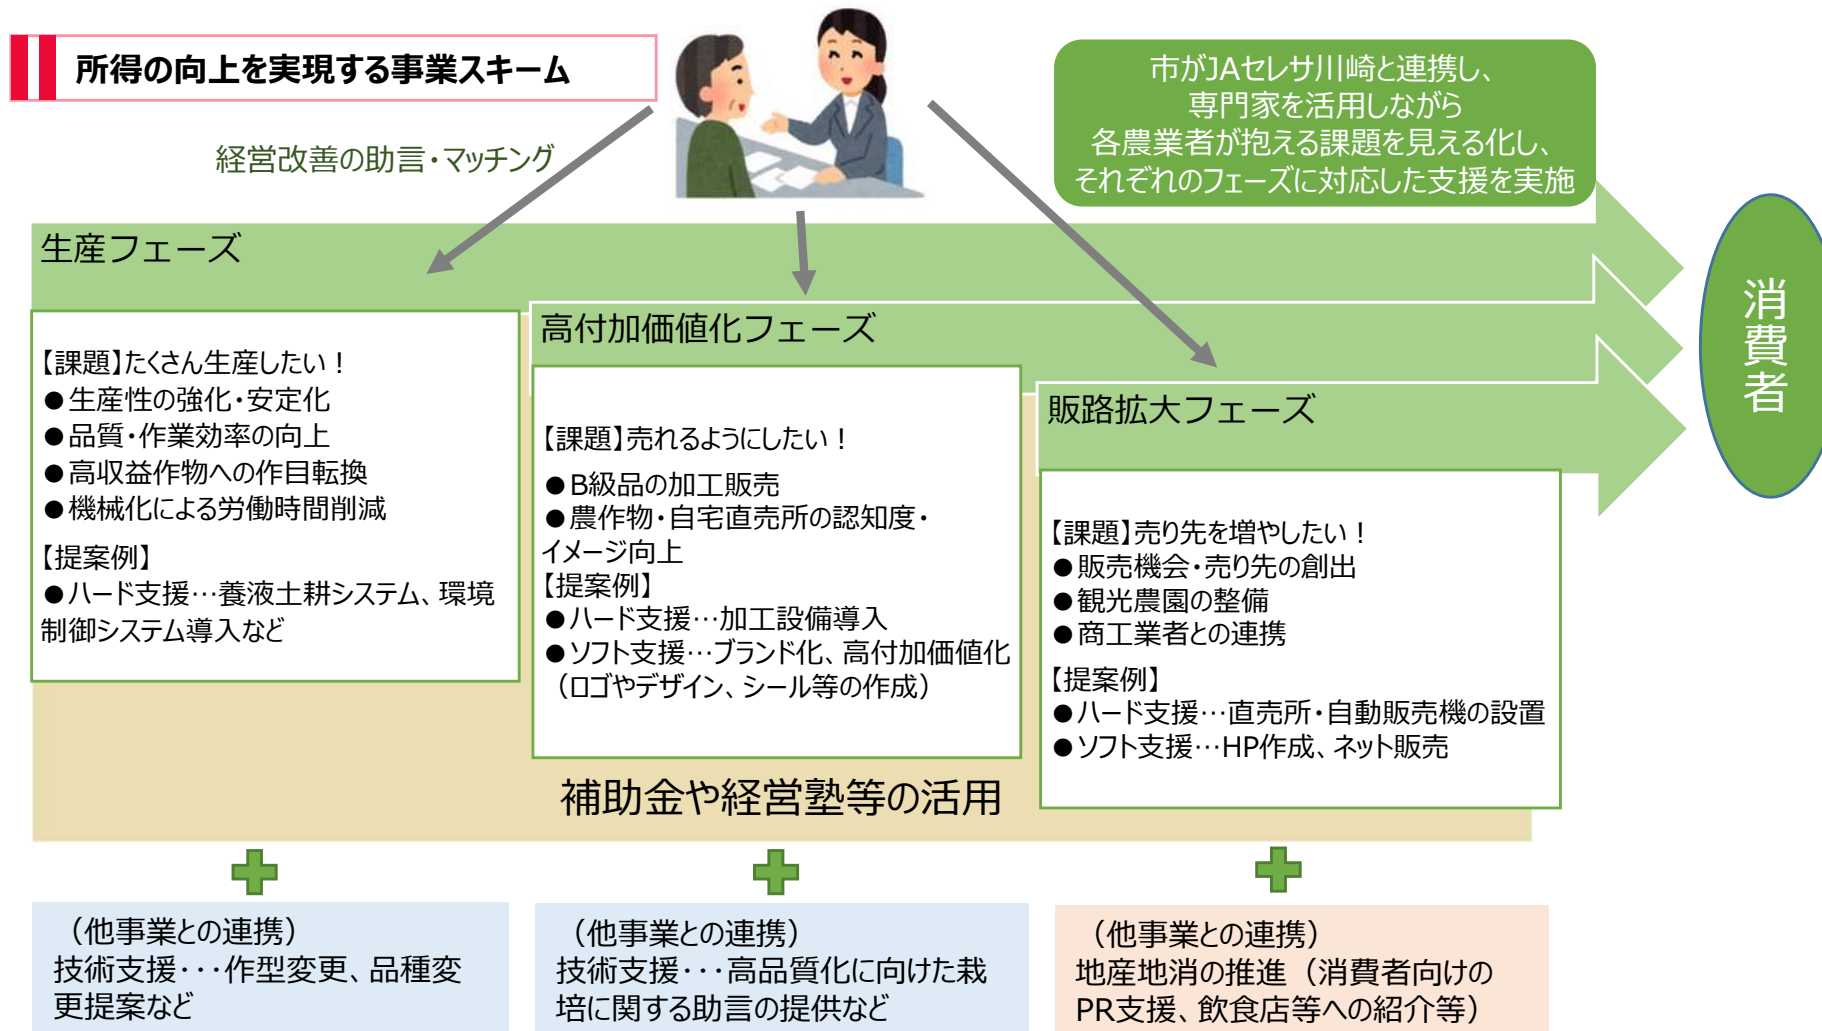 所得の向上を実現する事業スキーム
市がJAセレサ川崎と連携し、
専門家を活用しながら
各農業者が抱える課題を見える化し、
それぞれのフェーズに対応した支援を実施
経営改善の助言・マッチング
生産フェーズ
【課題】たくさん生産したい！
●生産性の強化・安定化
●品質・作業効率の向上
●高収益作物への作目転換
●機械化による労働時間削減
【提案例】
●ハード支援…養液土耕システム、環境
制御システム導入など
高付加価値化フェーズ
【課題】売れるようにしたい！
●B級品の加工販売
●農作物・自宅直売所の認知度・
イメージ向上
【提案例】
●ハード支援…加工設備導入
●ソフト支援…ブランド化、高付加価値化
（ロゴやデザイン、シール等の作成）
販路拡大フェーズ
【課題】売り先を増やしたい！
●販売機会・売り先の創出
●観光農園の整備
●商工業者との連携
【提案例】
●ハード支援…直売所・自動販売機の設置
●ソフト支援…HP作成、ネット販売
消費者
補助金や経営塾等の活用
（他事業との連携）
技術支援・・・作型変更、品種変
更提案など
（他事業との連携）
技術支援・・・高品質化に向けた栽
培に関する助言の提供など
（他事業との連携）
地産地消の推進（消費者向けの
PR支援、飲食店等への紹介等）